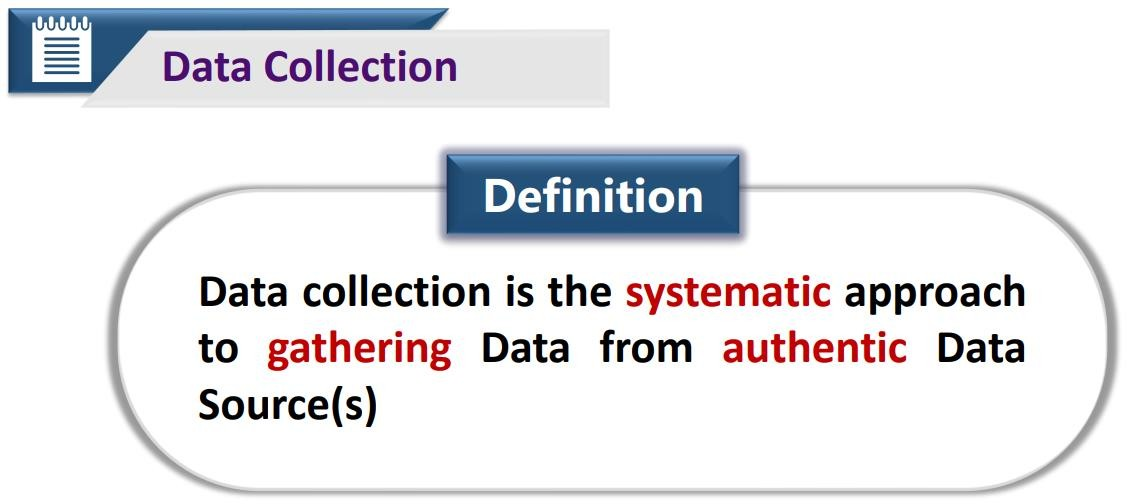 Data Collection
Definition
Data collection is the systematic approach
to gathering Data from authentic Data
Source(s)